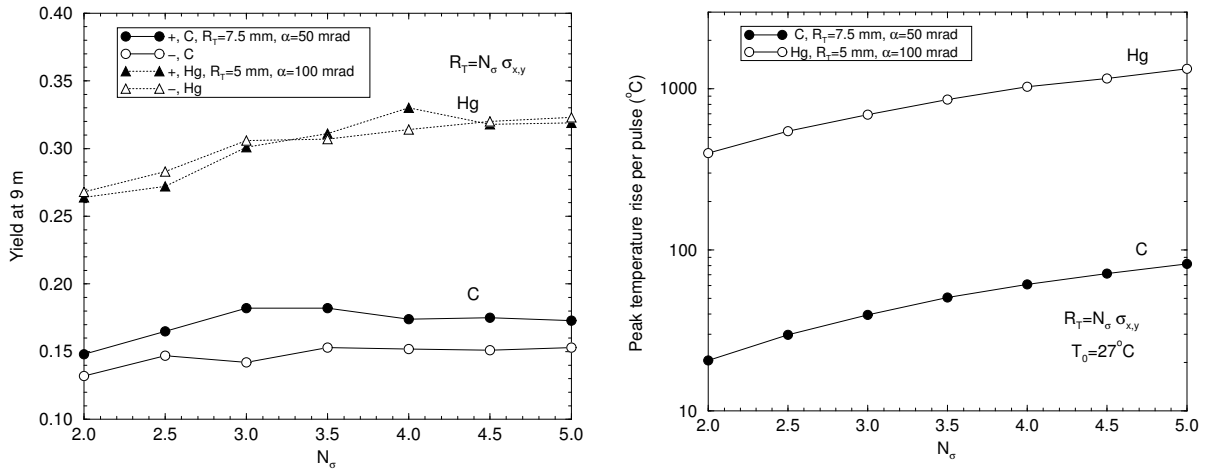 0.40
0.35
0.30
0.25
0.20
0.15
0.10
Yield at 9 m
+, C, R_T=7.5 mm, α=50 mrad
−, C
+, Hg, R_T=5 mm, α=100 mrad
−, Hg
R_T=N_σ σ_x,y
Hg
C
2.0 2.5 3.0 3.5 4.0 4.5 5.0
N_σ
Peak temperature rise per pulse (°C)
1000
100
10
C, R_T=7.5 mm, α=50 mrad
Hg, R_T=5 mm, α=100 mrad
Hg
C
R_T=N_σ σ_x,y
T_0=27°C
2.0 2.5 3.0 3.5 4.0 4.5 5.0
N_σ